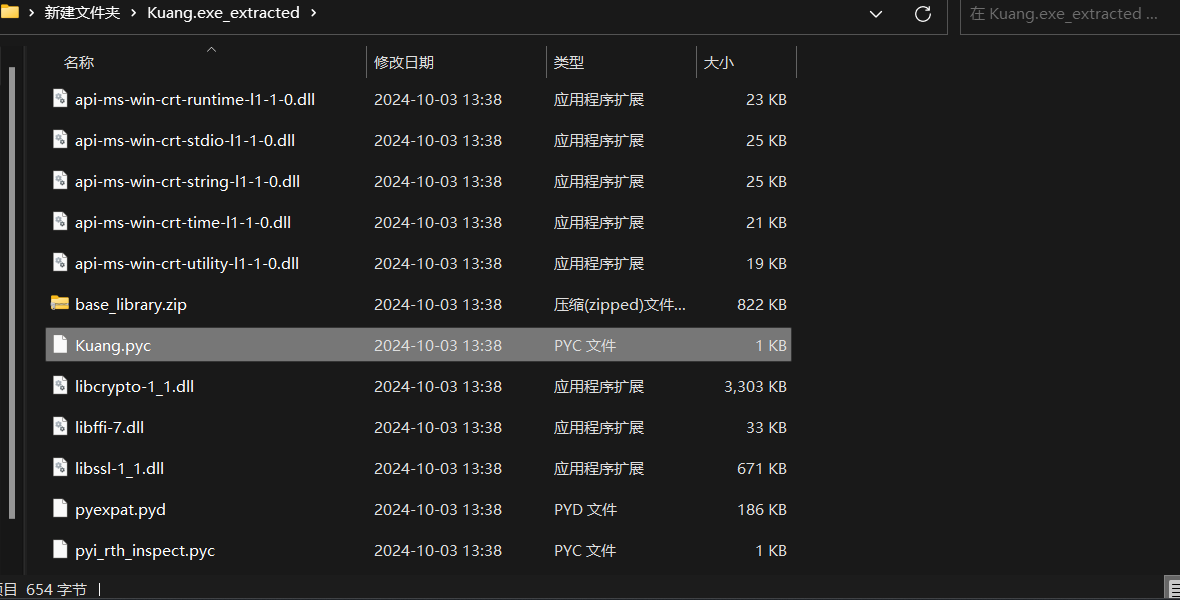 新建文件夹 Kuang.exe_extracted 在 Kuang.exe_extracted ...
名称 修改日期 类型 大小
api-ms-win-crt-runtime-l1-1-0.dll 2024-10-03 13:38 应用程序扩展 23 KB
api-ms-win-crt-stdio-l1-1-0.dll 2024-10-03 13:38 应用程序扩展 25 KB
api-ms-win-crt-string-l1-1-0.dll 2024-10-03 13:38 应用程序扩展 25 KB
api-ms-win-crt-time-l1-1-0.dll 2024-10-03 13:38 应用程序扩展 21 KB
api-ms-win-crt-utility-l1-1-0.dll 2024-10-03 13:38 应用程序扩展 19 KB
base_library.zip 2024-10-03 13:38 压缩(zipped)文件... 822 KB
Kuang.pyc 2024-10-03 13:38 PYC 文件 1 KB
libcrypto-1_1.dll 2024-10-03 13:38 应用程序扩展 3,303 KB
libffi-7.dll 2024-10-03 13:38 应用程序扩展 33 KB
libssl-1_1.dll 2024-10-03 13:38 应用程序扩展 671 KB
pyexpat.pyd 2024-10-03 13:38 PYD 文件 186 KB
pyi_rth_inspect.pyc 2024-10-03 13:38 PYC 文件 1 KB
项目 654 字节